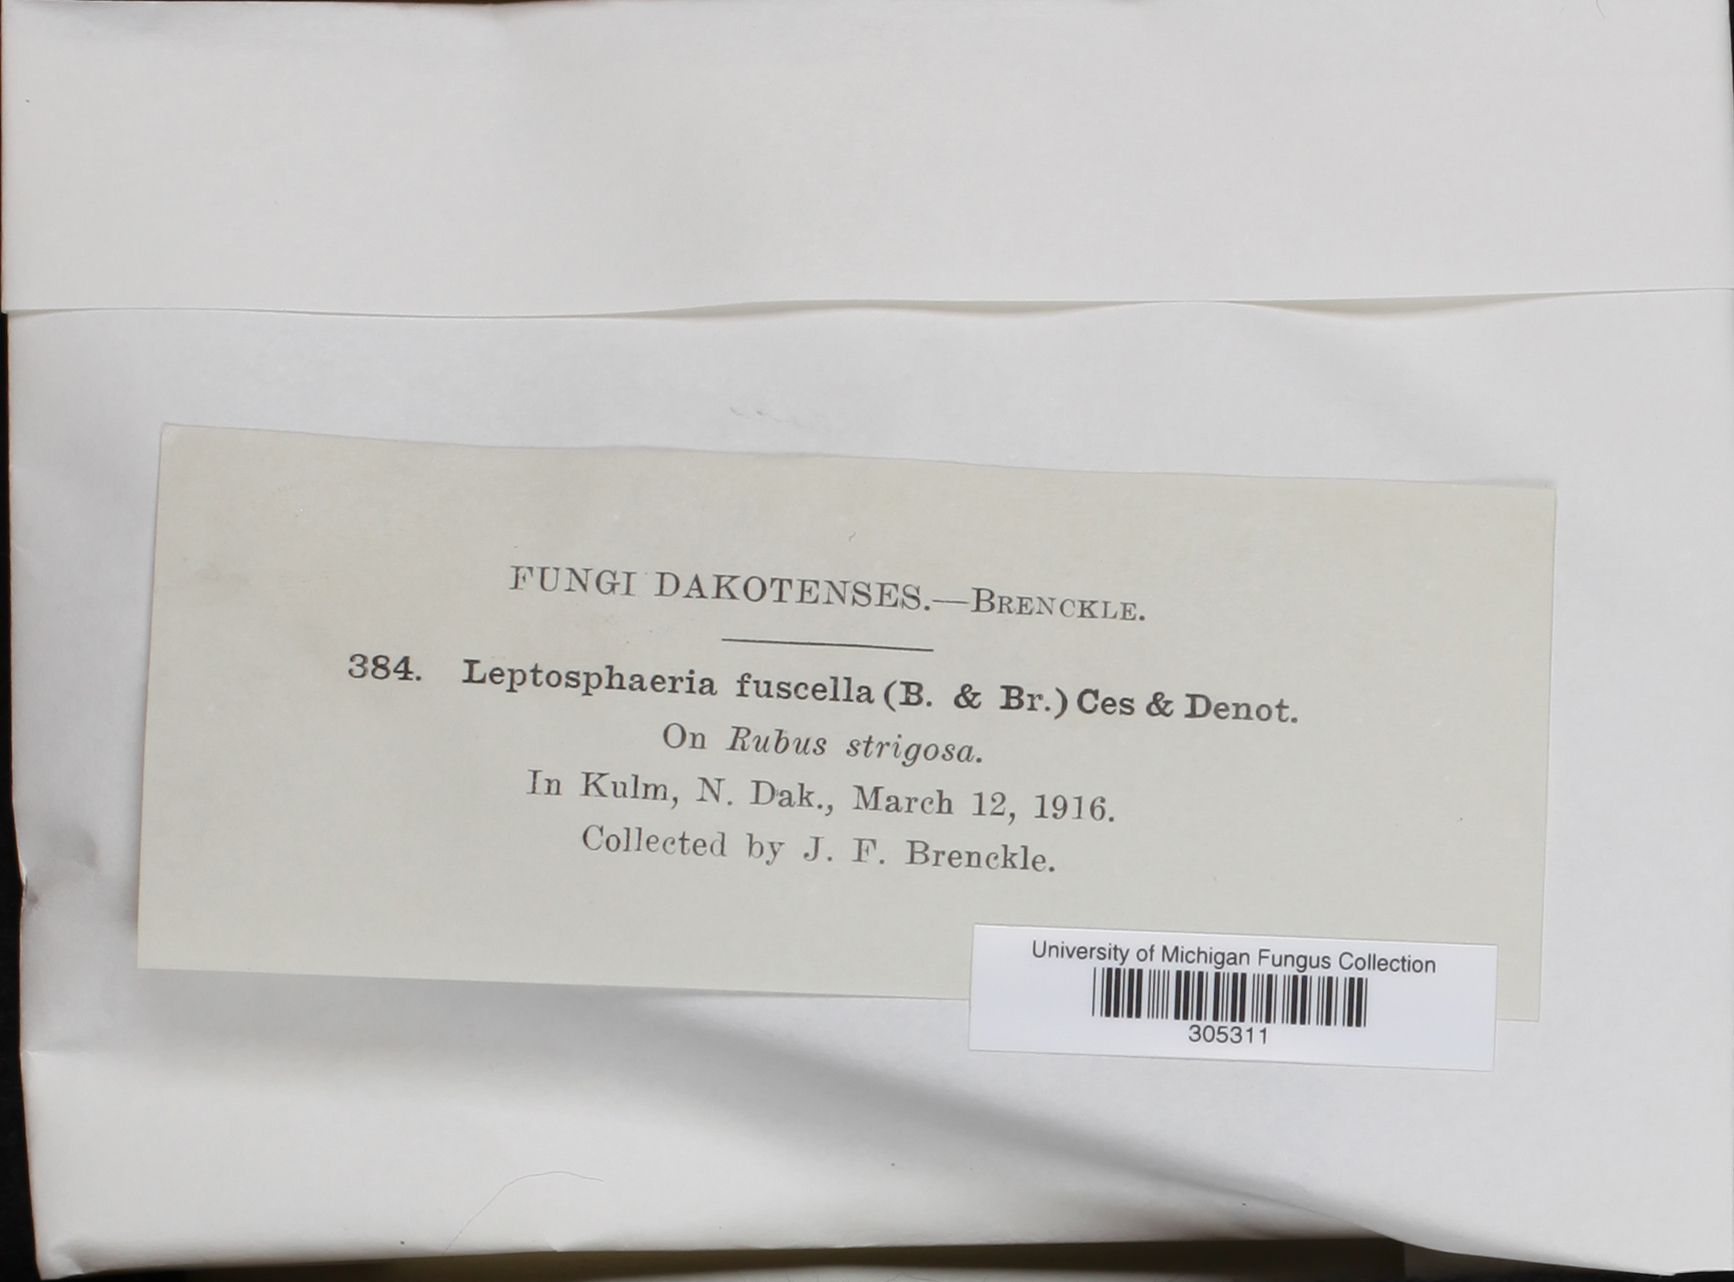 FUNGI DAKOTENSES.—BRENCKLE.
384. Leptosphaeria fuscella (B. & Br.) Ces & Denot.
On Rubus strigosa.
In Kulm, N. Dak., March 12, 1916.
Collected by J. F. Brenckle.
University of Michigan Fungus Collection
305311